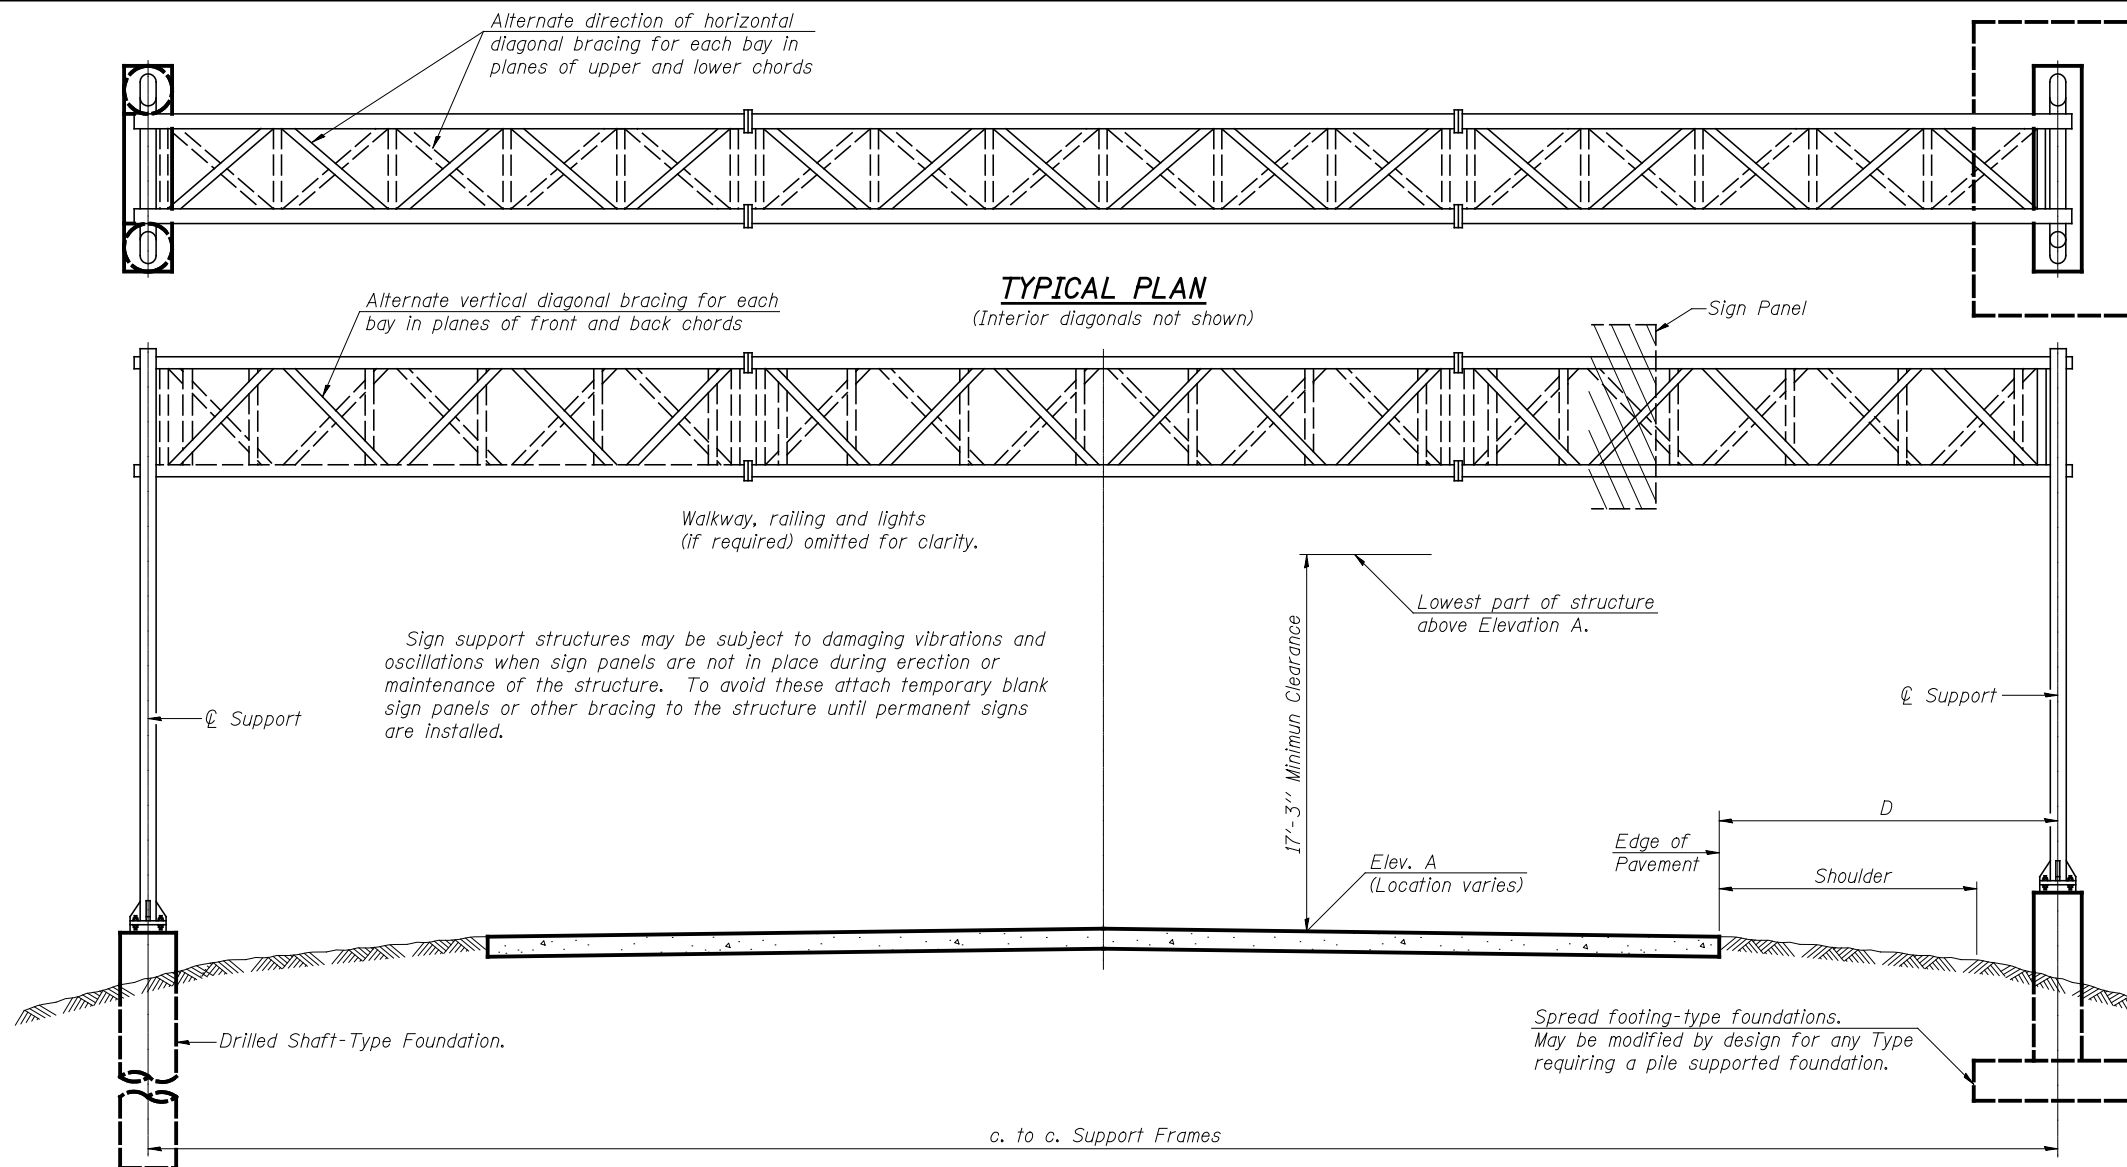 Alternate direction of horizontal
diagonal bracing for each bay in
planes of upper and lower chords
TYPICAL PLAN
(Interior diagonals not shown)
Alternate vertical diagonal bracing for each
bay in planes of front and back chords
Sign Panel
Walkway, railing and lights
(if required) omitted for clarity.
Lowest part of structure
above Elevation A.
Sign support structures may be subject to damaging vibrations and
oscillations when sign panels are not in place during erection or
maintenance of the structure. To avoid these attach temporary blank
sign panels or other bracing to the structure until permanent signs
are installed.
℄ Support
℄ Support
17'-3'' Minimun Clearance
D
Edge of
Pavement
Shoulder
Elev. A
(Location varies)
Drilled Shaft-Type Foundation.
Spread footing-type foundations.
May be modified by design for any Type
requiring a pile supported foundation.
c. to c. Support Frames